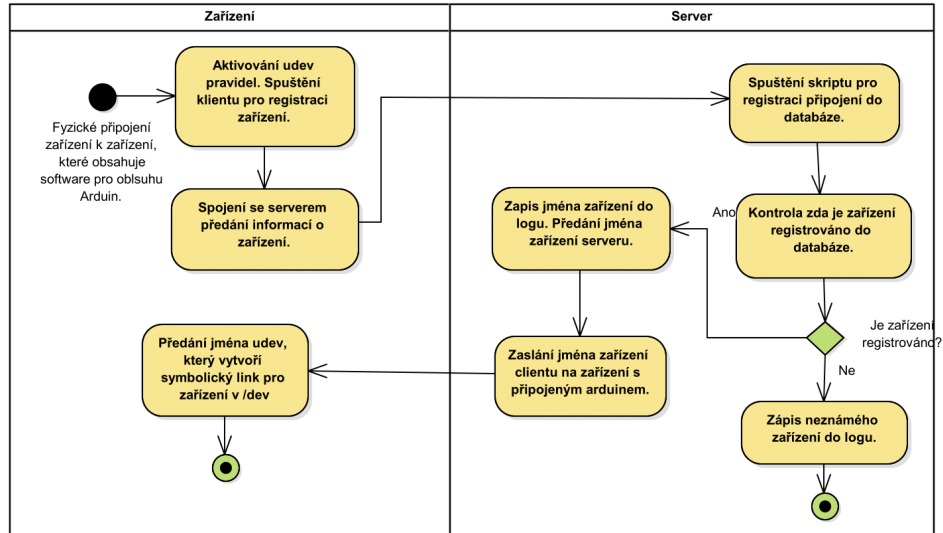 Zařízení
Server
Aktivování udev
pravidel. Spuštění
klientu pro registraci
zařízení.
Fyzické připojení
zařízení k zařízení,
které obsahuje
software pro oblsuhu
Arduin.
Spojení se serverem
předání informací o
zařízení.
Spuštění skriptu pro
registraci připojení do
databáze.
Kontrola zda je zařízení
registrováno do
databáze.
Je zařízení
registrováno?
Ano
Zapis jména zařízení do
logu. Předání jména
zařízení serveru.
Zaslání jména zařízení
clientu na zařízení s
připojeným arduinem.
Předání jména udev,
který vytvoří
symbolický link pro
zařízení v /dev
Ne
Zápis neznámého
zařízení do logu.